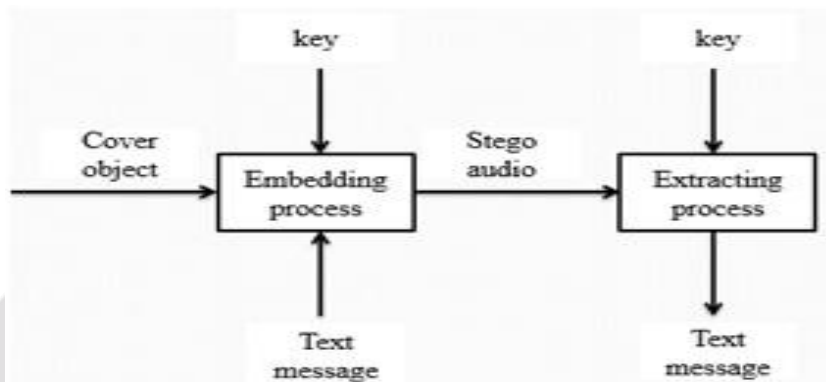 key
key
Cover
object
Embedding
process
Stego
audio
Extracting
process
Text
message
Text
message